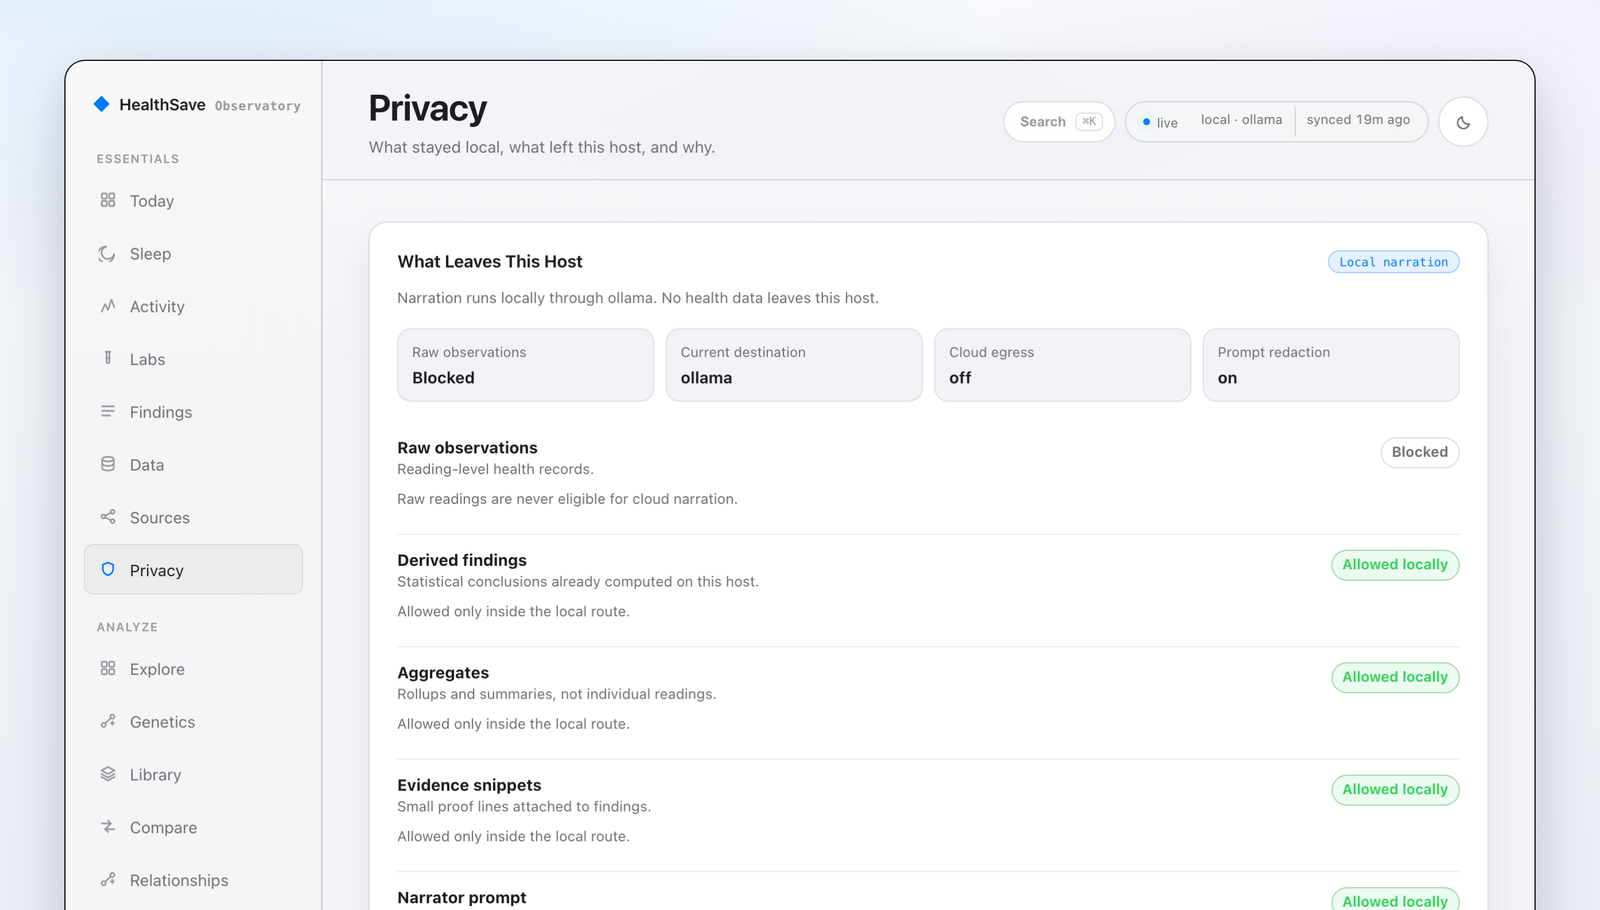 HealthSave Observatory
ESSENTIALS
Today
Sleep
Activity
Labs
Findings
Data
Sources
Privacy
ANALYZE
Explore
Genetics
Library
Compare
Relationships
Privacy
What stayed local, what left this host, and why.
Search ⌘K
live
local · ollama
synced 19m ago
What Leaves This Host
Local narration
Narration runs locally through ollama. No health data leaves this host.
Raw observations
Blocked
Current destination
ollama
Cloud egress
off
Prompt redaction
on
Raw observations
Blocked
Reading-level health records.
Raw readings are never eligible for cloud narration.
Derived findings
Allowed locally
Statistical conclusions already computed on this host.
Allowed only inside the local route.
Aggregates
Allowed locally
Rollups and summaries, not individual readings.
Allowed only inside the local route.
Evidence snippets
Allowed locally
Small proof lines attached to findings.
Allowed only inside the local route.
Narrator prompt
Allowed locally